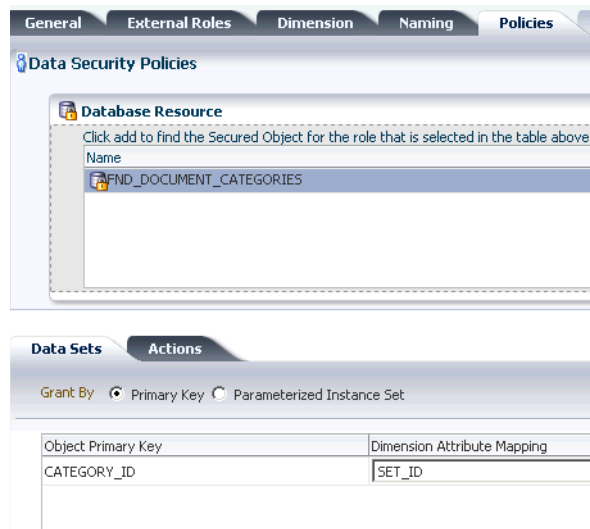 General External Roles Dimension Naming Policies
Data Security Policies
Database Resource
Click add to find the Secured Object for the role that is selected in the table above
Name
FND_DOCUMENT_CATEGORIES
Data Sets Actions
Grant By Primary Key Parameterized Instance Set
Object Primary Key Dimension Attribute Mapping
CATEGORY_ID SET_ID